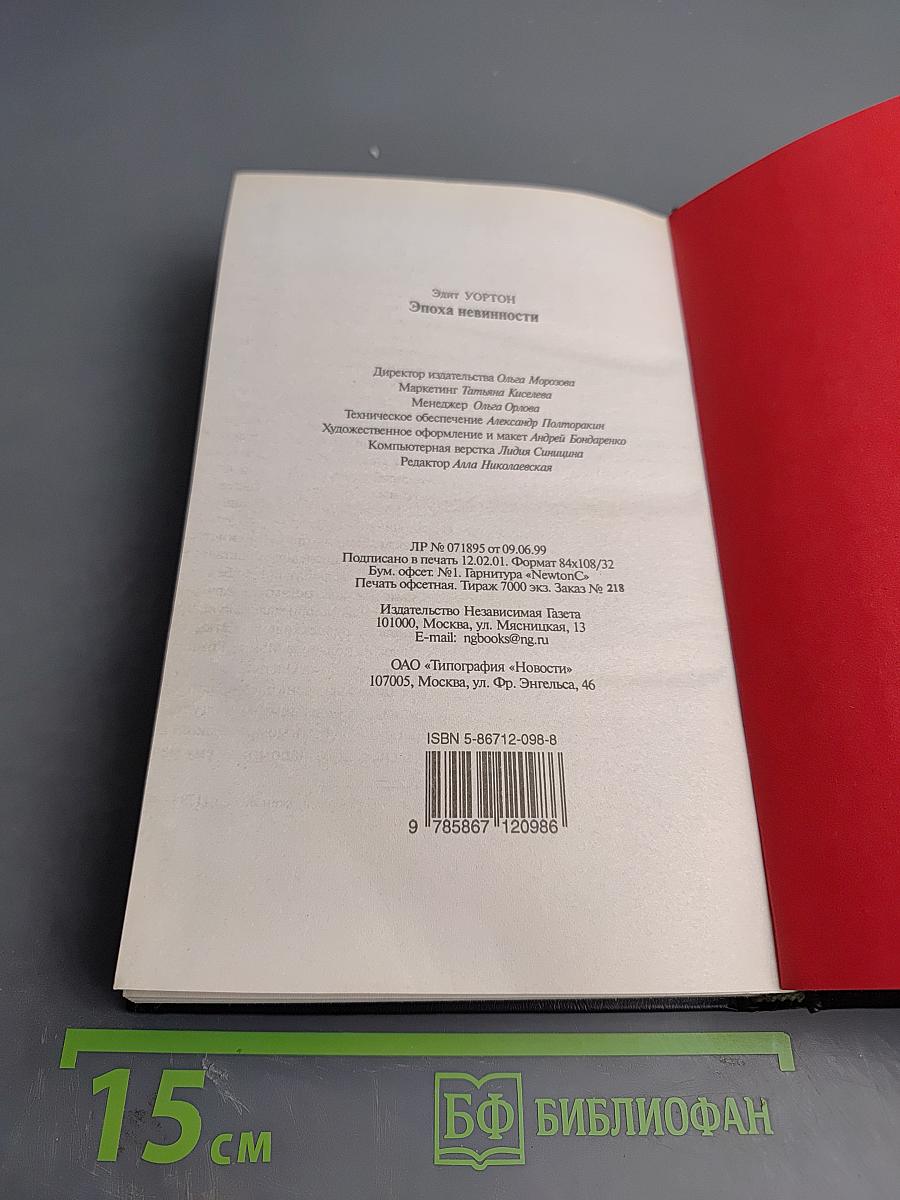 Эдит УОРТОН
Эпоха невинности
Директор издательства Ольга Морозова
Маркетинг Татьяна Киселева
Менеджер Ольга Орлова
Техническое обеспечение Александр Полторакин
Художественное оформление и макет Андрей Бондаренко
Компьютерная верстка Лидия Синицина
Редактор Алла Николаевская
ЛР № 071895 от 09.06.99
Подписано в печать 12.02.01. Формат 84х108/32
Бум. офсет. №1. Гарнитура «NewtonC»
Печать офсетная. Тираж 7000 экз. Заказ № 218
Издательство Независимая Газета
101000, Москва, ул. Мясницкая, 13
E-mail: ngbooks@ng.ru
ОАО «Типография «Новости»
107005, Москва, ул. Фр. Энгельса, 46
ISBN 5-86712-098-8
9 785867 120986
15 см
БФ БИБЛИОФАН